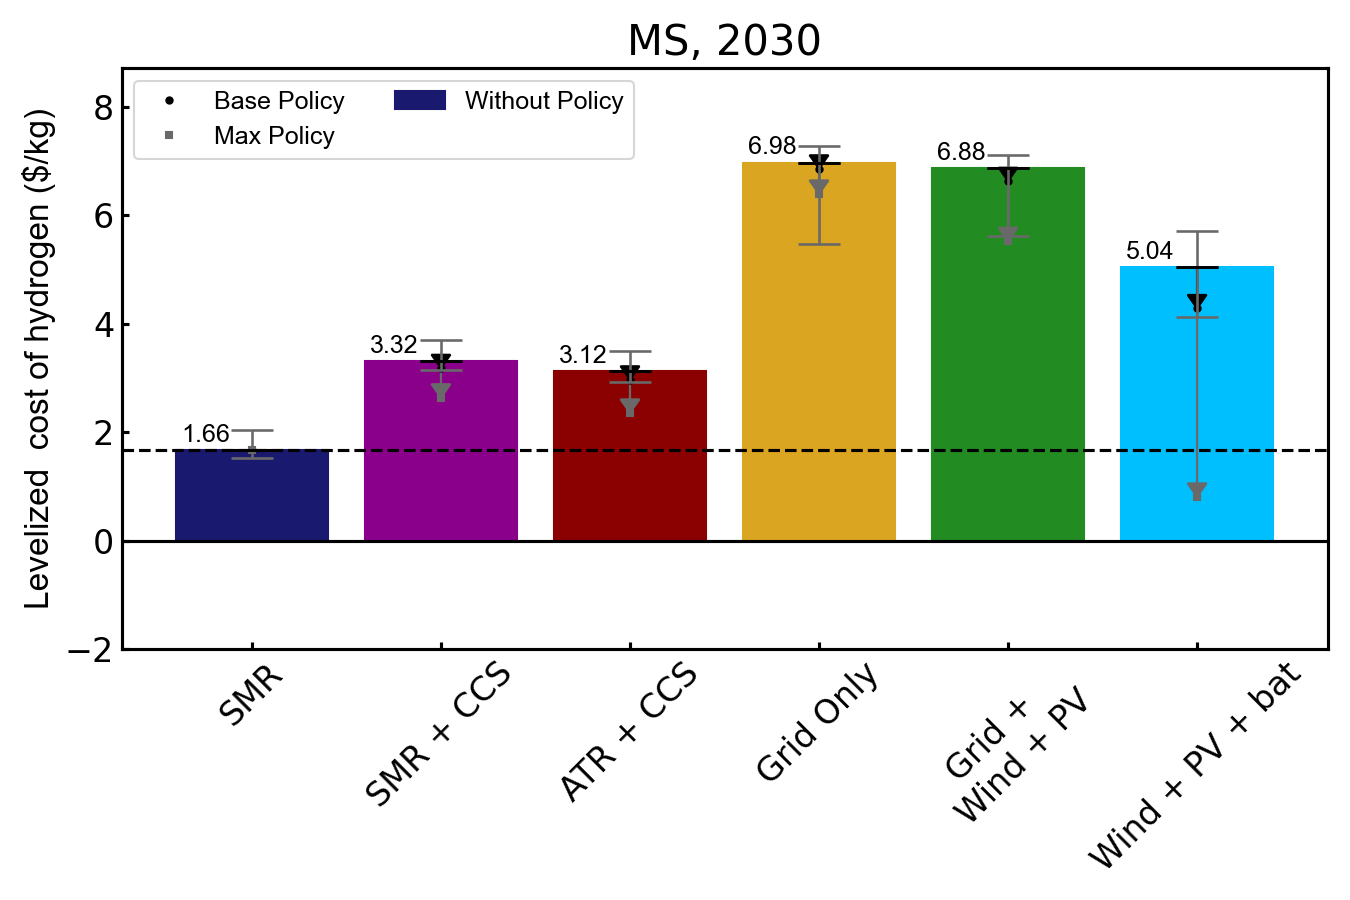 MS, 2030
Base Policy
Max Policy
Without Policy
Levelized cost of hydrogen ($/kg)
8
6
4
2
0
−2
1.66
3.32
3.12
6.98
6.88
5.04
SMR
SMR + CCS
ATR + CCS
Grid Only
Grid +
Wind + PV
Wind + PV + bat